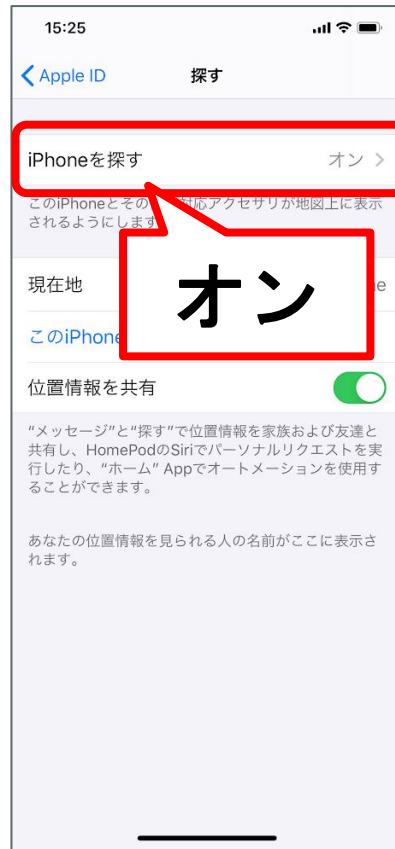 15:25
Apple ID
探す
iPhoneを探す
オン
このiPhoneとその 対応アクセサリが地図上に表示
されるようにします
オン
現在地
e
このiPhone
位置情報を共有
“メッセージ”と“探す”で位置情報を家族および友達と
共有し、HomePodのSiriでパーソナルリクエストを実
行したり、“ホーム” Appでオートメーションを使用す
ることができます。
あなたの位置情報を見られる人の名前がここに表示さ
れます。